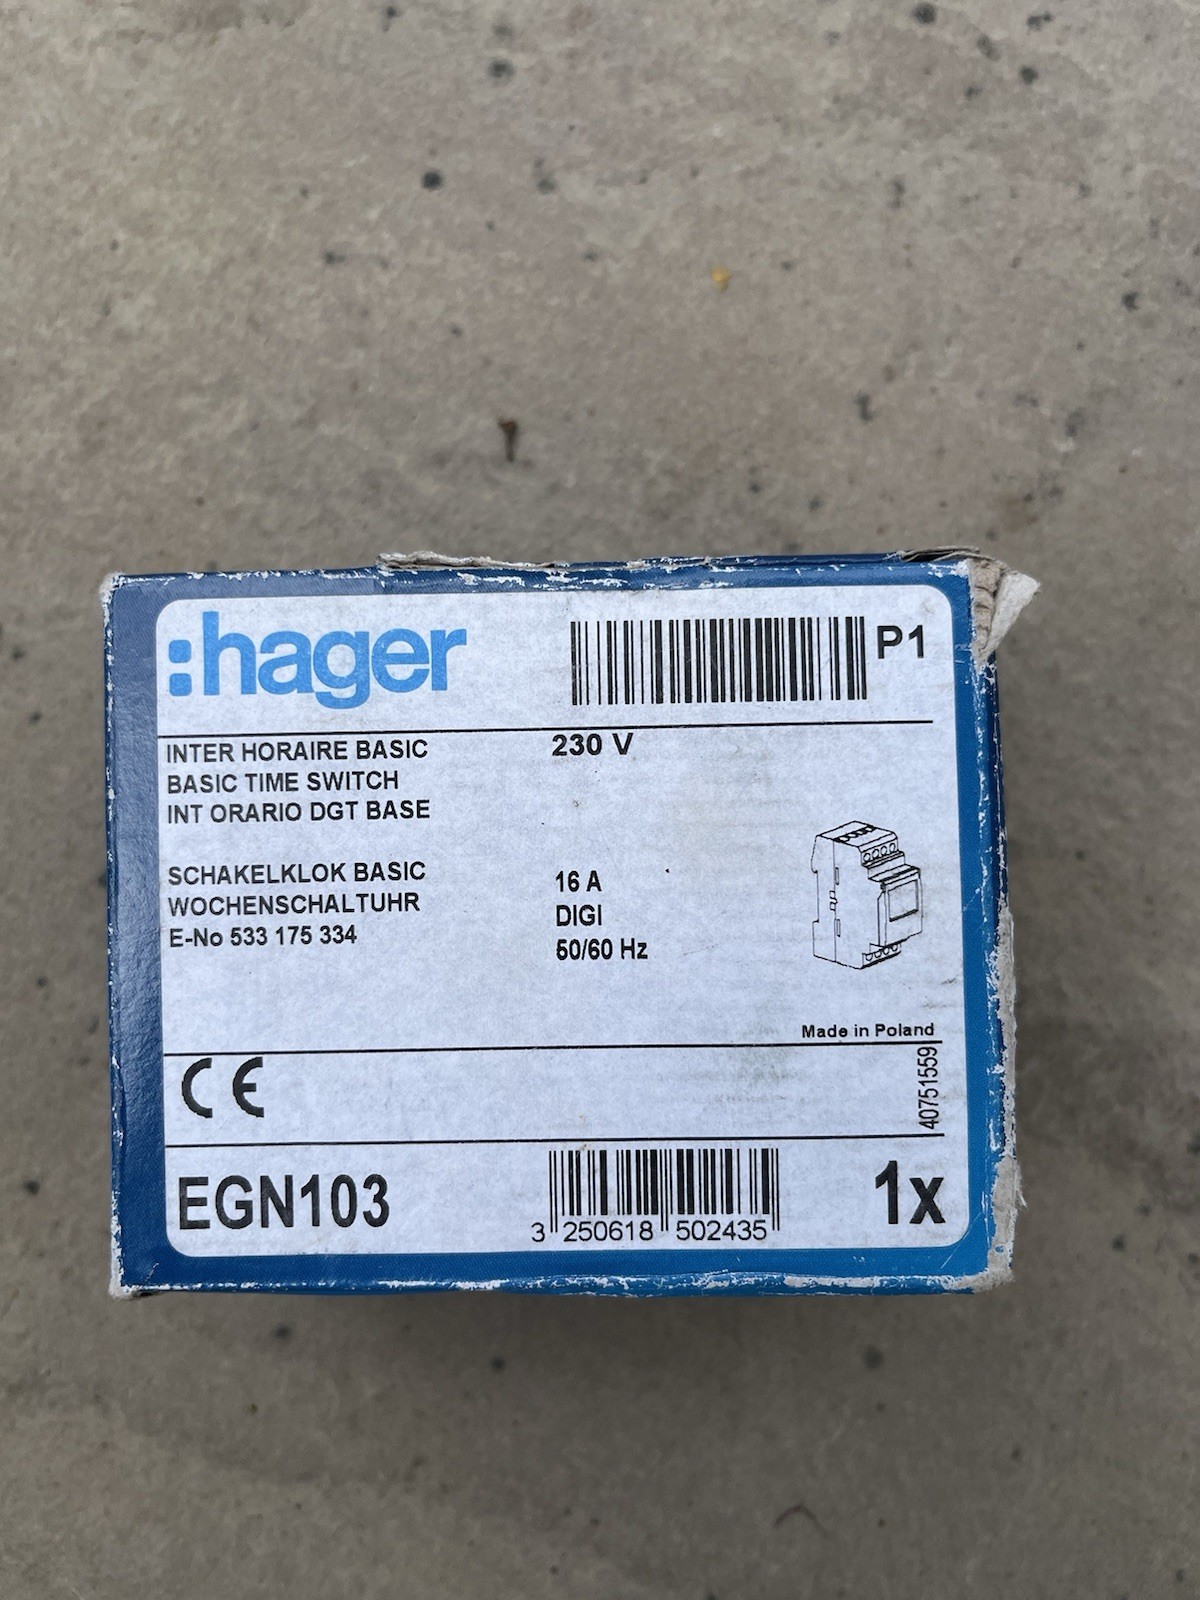 :hager
P1
INTER HORAIRE BASIC
BASIC TIME SWITCH
INT ORARIO DGT BASE
230 V
SCHAKELKLOK BASIC
WOCHENSCHALTUHR
E-No 533 175 334
16 A
DIGI
50/60 Hz
Made in Poland
40751559
CE
EGN103
3 250618 502435
1x